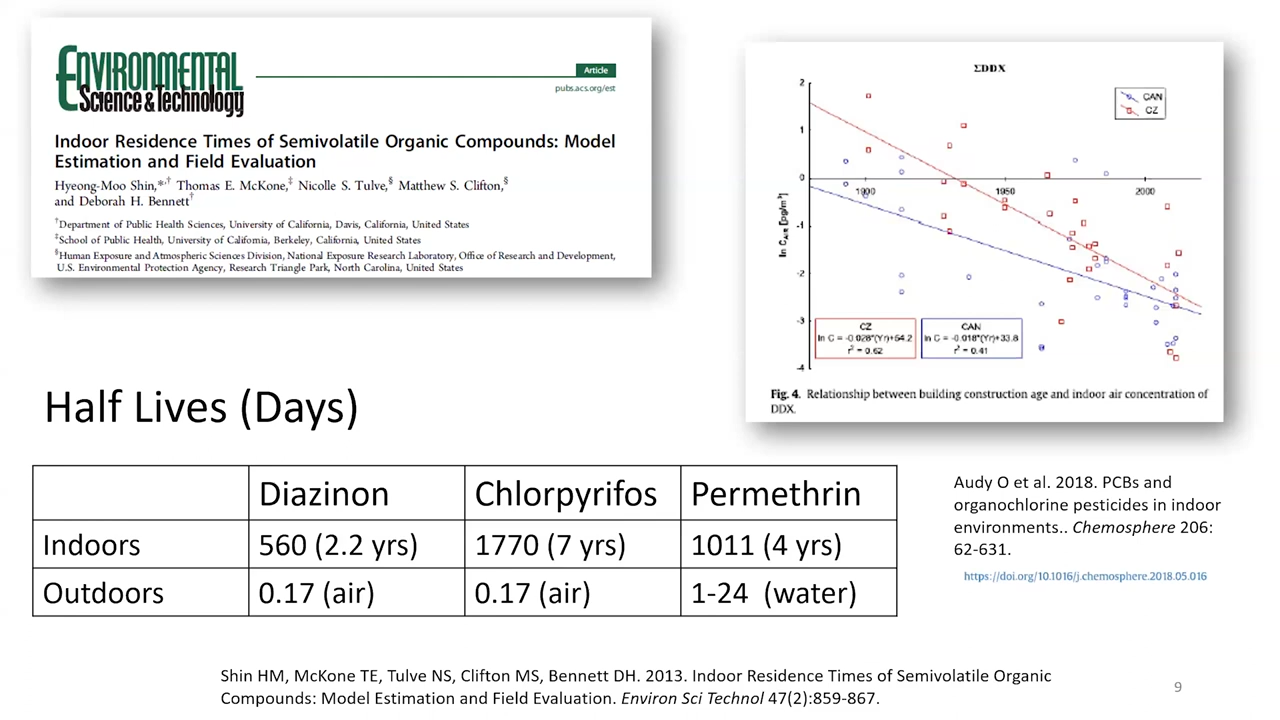 ENVIRONMENTAL
Science & Technology
Article
pubs.acs.org/est
Indoor Residence Times of Semivolatile Organic Compounds: Model
Estimation and Field Evaluation
Hyeong-Moo Shin,*,† Thomas E. McKone,‡ Nicolle S. Tulve,§ Matthew S. Clifton,§
and Deborah H. Bennett†
†Department of Public Health Sciences, University of California, Davis, California, United States
‡School of Public Health, University of California, Berkeley, California, United States
§Human Exposure and Atmospheric Sciences Division, National Exposure Research Laboratory, Office of Research and Development,
U.S. Environmental Protection Agency, Research Triangle Park, North Carolina, United States
ΣDDX
CAN
CZ
2
1
0
-1
-2
-3
-4
1900
1950
2000
ln C_AIR [pg/m³]
CZ
ln C = -0.028*(Yr)+54.2
r² = 0.62
CAN
ln C = -0.018*(Yr)+33.8
r² = 0.41
Fig. 4. Relationship between building construction age and indoor air concentration of
DDX.
Half Lives (Days)
Diazinon Chlorpyrifos Permethrin
Indoors 560 (2.2 yrs) 1770 (7 yrs) 1011 (4 yrs)
Outdoors 0.17 (air) 0.17 (air) 1-24 (water)
Audy O et al. 2018. PCBs and
organochlorine pesticides in indoor
environments.. Chemosphere 206:
62-631.
https://doi.org/10.1016/j.chemosphere.2018.05.016
Shin HM, McKone TE, Tulve NS, Clifton MS, Bennett DH. 2013. Indoor Residence Times of Semivolatile Organic
Compounds: Model Estimation and Field Evaluation. Environ Sci Technol 47(2):859-867.
9